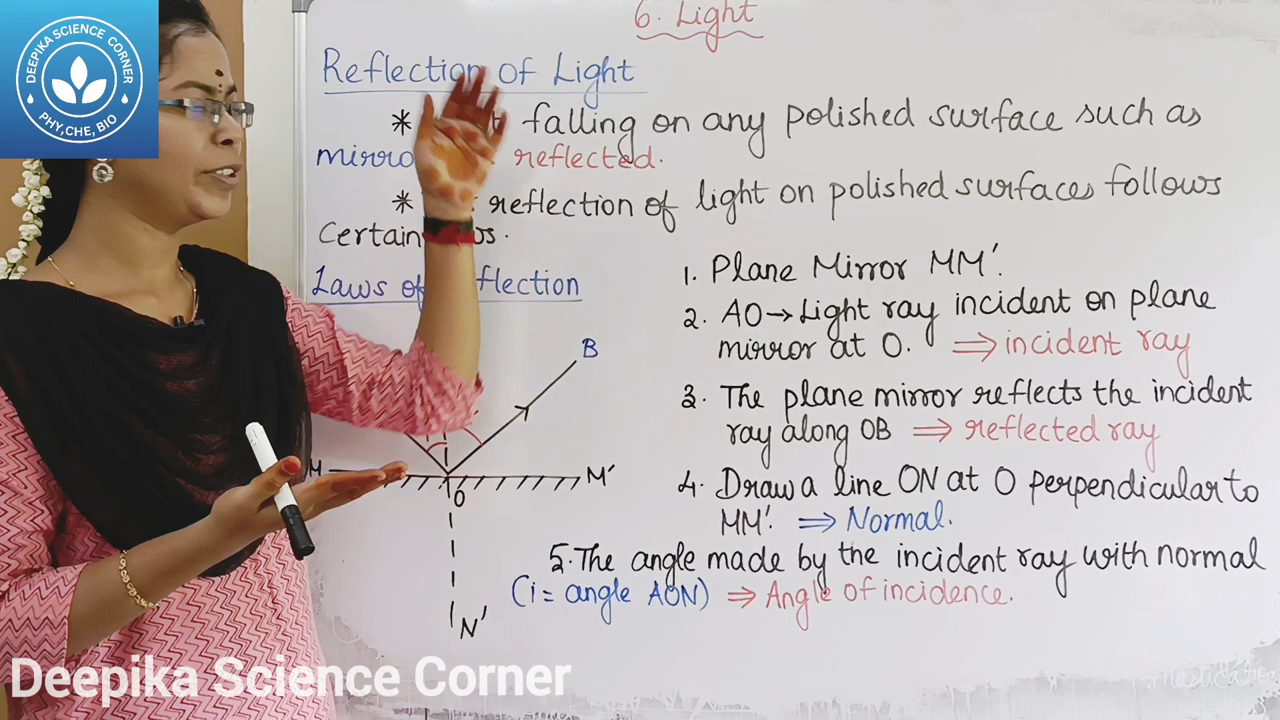 DEEPIKA SCIENCE CORNER
PHY,CHE, BIO
6. Light
Reflection of Light
* falling on any polished surface such as
mirro reflected.
* reflection of light on polished surfaces follows
Certain ws.
Laws of flection
1. Plane Mirror MM'.
2. AO→Light ray incident on plane
mirror at O. ⇒incident ray
3. The plane mirror reflects the incident
ray along OB ⇒ reflected ray
4. Draw a line ON at O perpendicular to
MM'. ⇒ Normal.
5. The angle made by the incident ray with normal
(i = angle AON) ⇒ Angle of incidence.
B
M
M'
O
N'
Deepika Science Corner